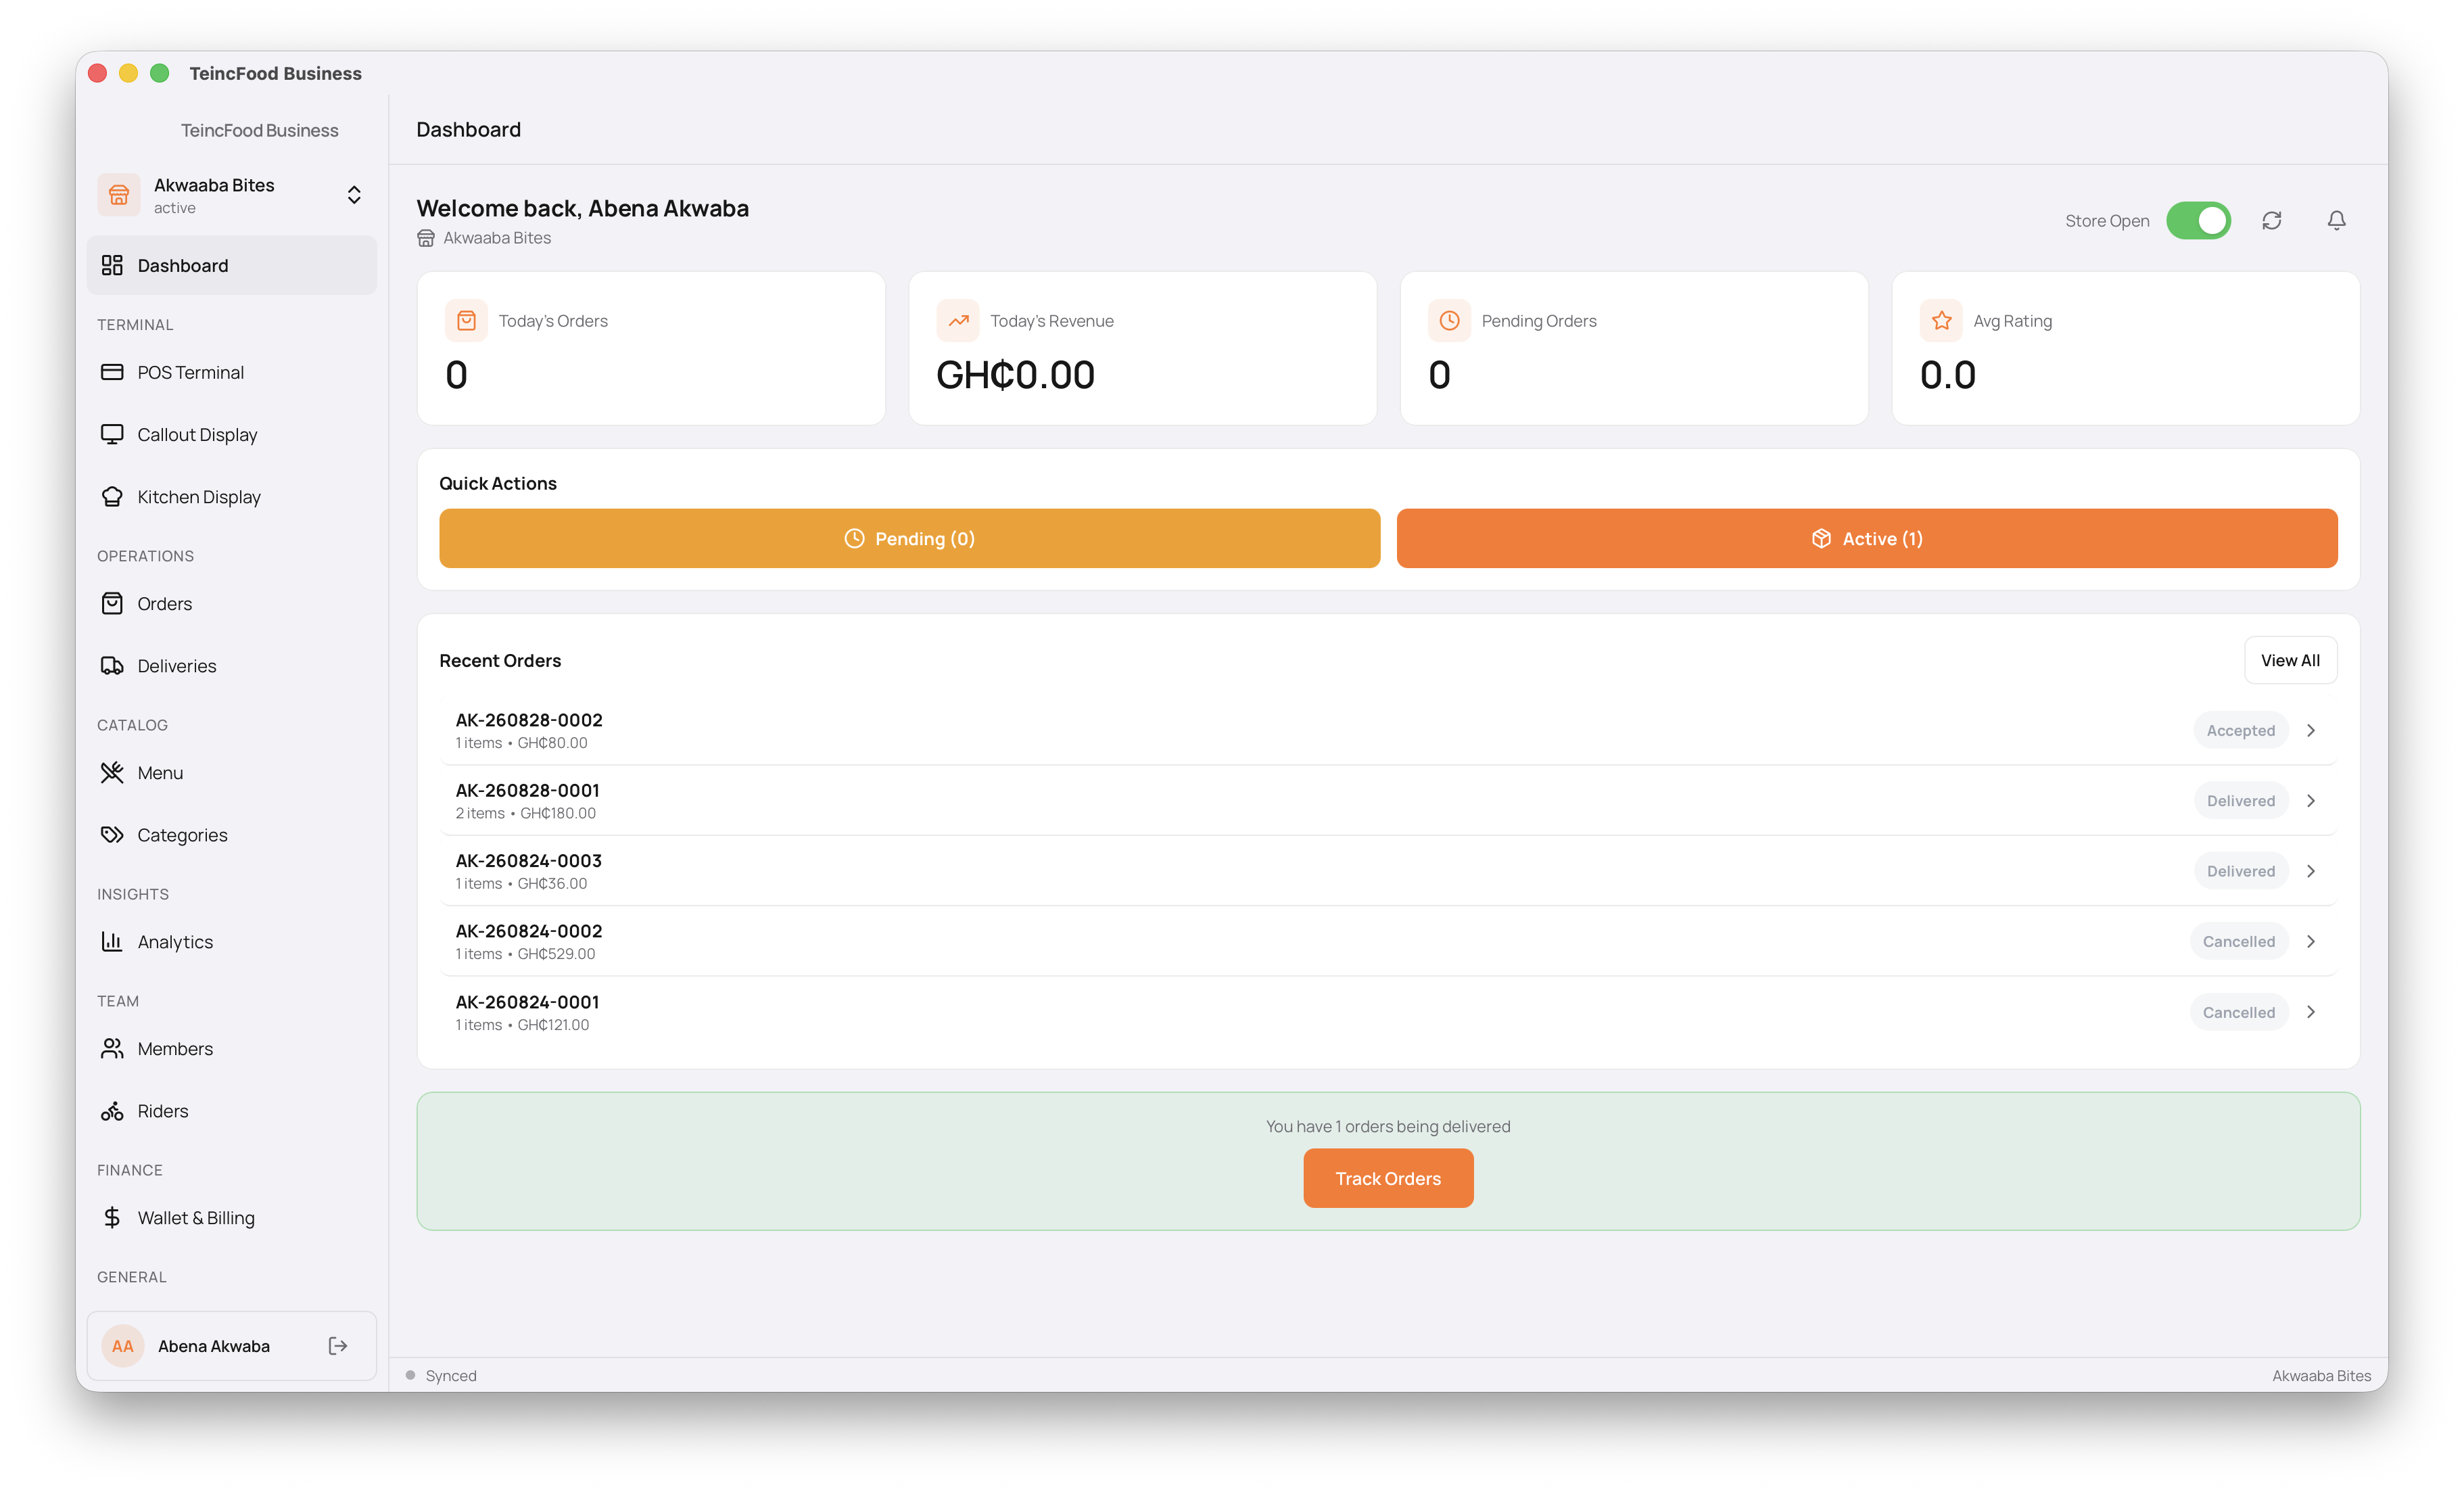 TeincFood Business
TeincFood Business
Akwaaba Bites
active
Dashboard
TERMINAL
POS Terminal
Callout Display
Kitchen Display
OPERATIONS
Orders
Deliveries
CATALOG
Menu
Categories
INSIGHTS
Analytics
TEAM
Members
Riders
FINANCE
Wallet & Billing
GENERAL
AA Abena Akwaba
Dashboard
Welcome back, Abena Akwaba
Akwaaba Bites
Store Open
Today's Orders
0
Today's Revenue
GH₵0.00
Pending Orders
0
Avg Rating
0.0
Quick Actions
Pending (0)
Active (1)
Recent Orders
View All
AK-260828-0002
1 items • GH₵80.00
Accepted
AK-260828-0001
2 items • GH₵180.00
Delivered
AK-260824-0003
1 items • GH₵36.00
Delivered
AK-260824-0002
1 items • GH₵529.00
Cancelled
AK-260824-0001
1 items • GH₵121.00
Cancelled
You have 1 orders being delivered
Track Orders
Synced
Akwaaba Bites